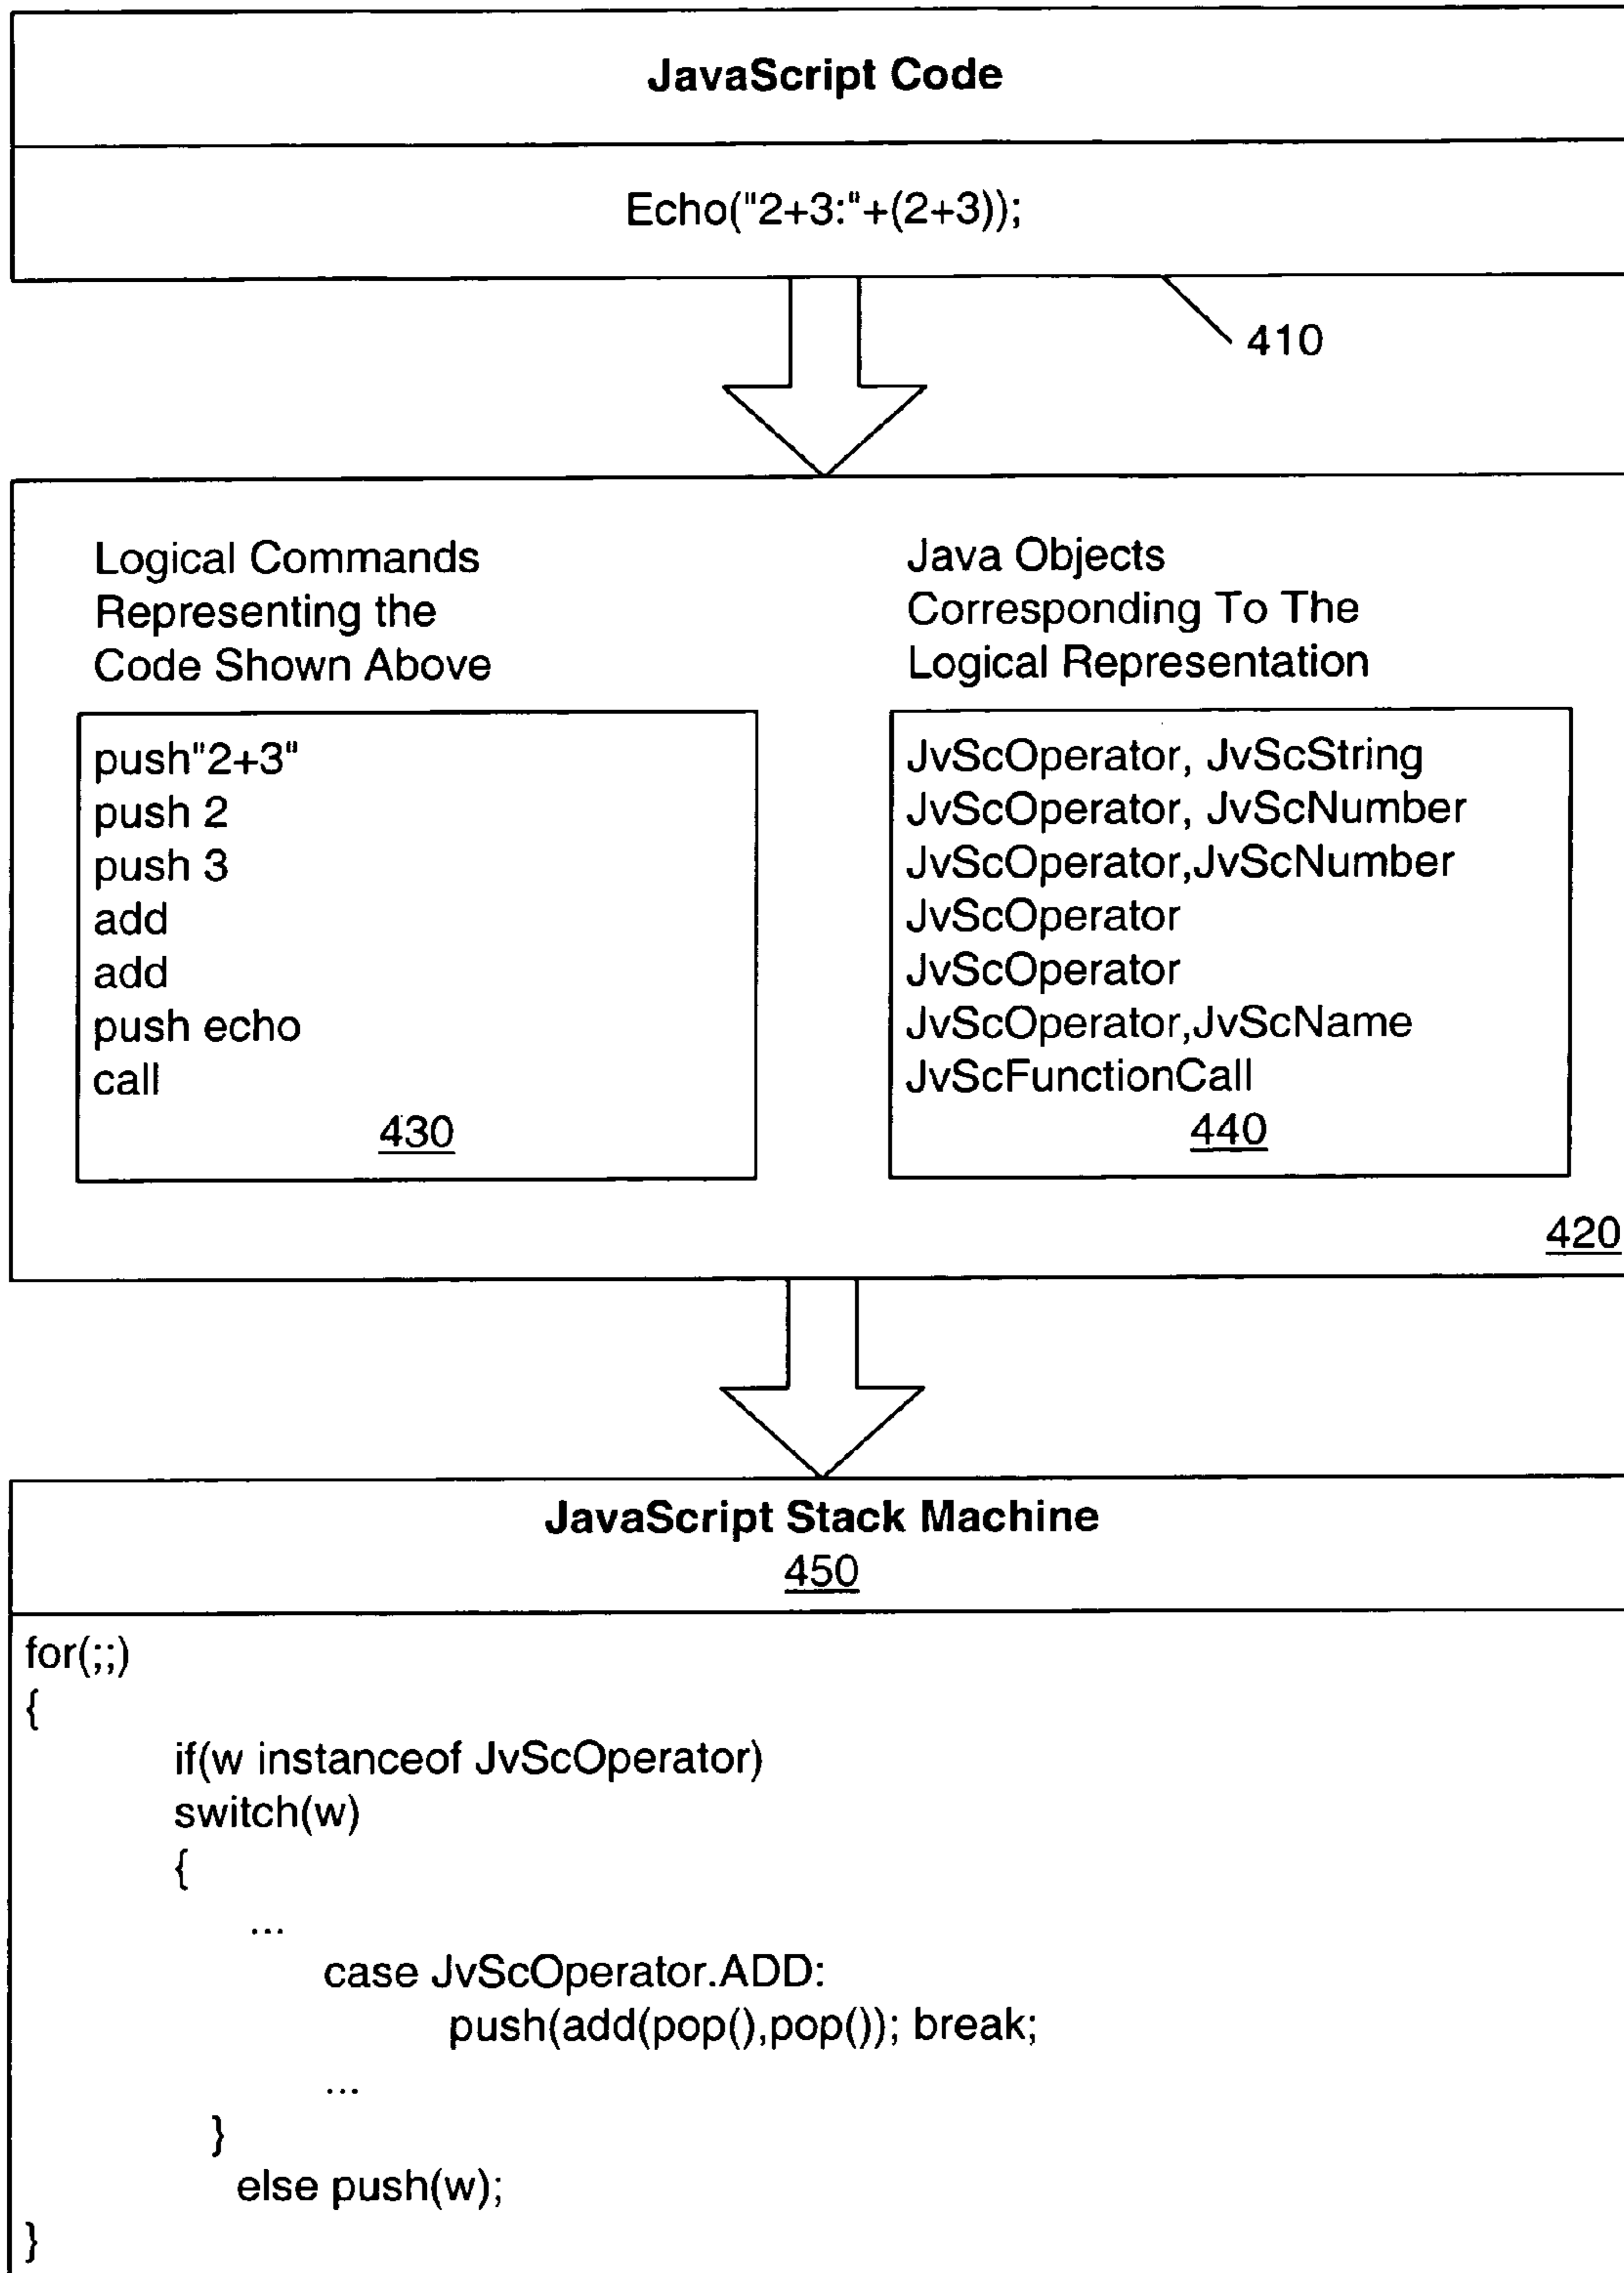 JavaScript Code
Echo("2+3:"+(2+3));
410
Logical Commands
Representing the
Code Shown Above
push"2+3"
push 2
push 3
add
add
push echo
call
430
Java Objects
Corresponding To The
Logical Representation
JvScOperator, JvScString
JvScOperator, JvScNumber
JvScOperator,JvScNumber
JvScOperator
JvScOperator
JvScOperator,JvScName
JvScFunctionCall
440
420
JavaScript Stack Machine
450
for(;;)
{
if(w instanceof JvScOperator)
switch(w)
{
...
case JvScOperator.ADD:
push(add(pop(),pop()); break;
...
}
else push(w);
}